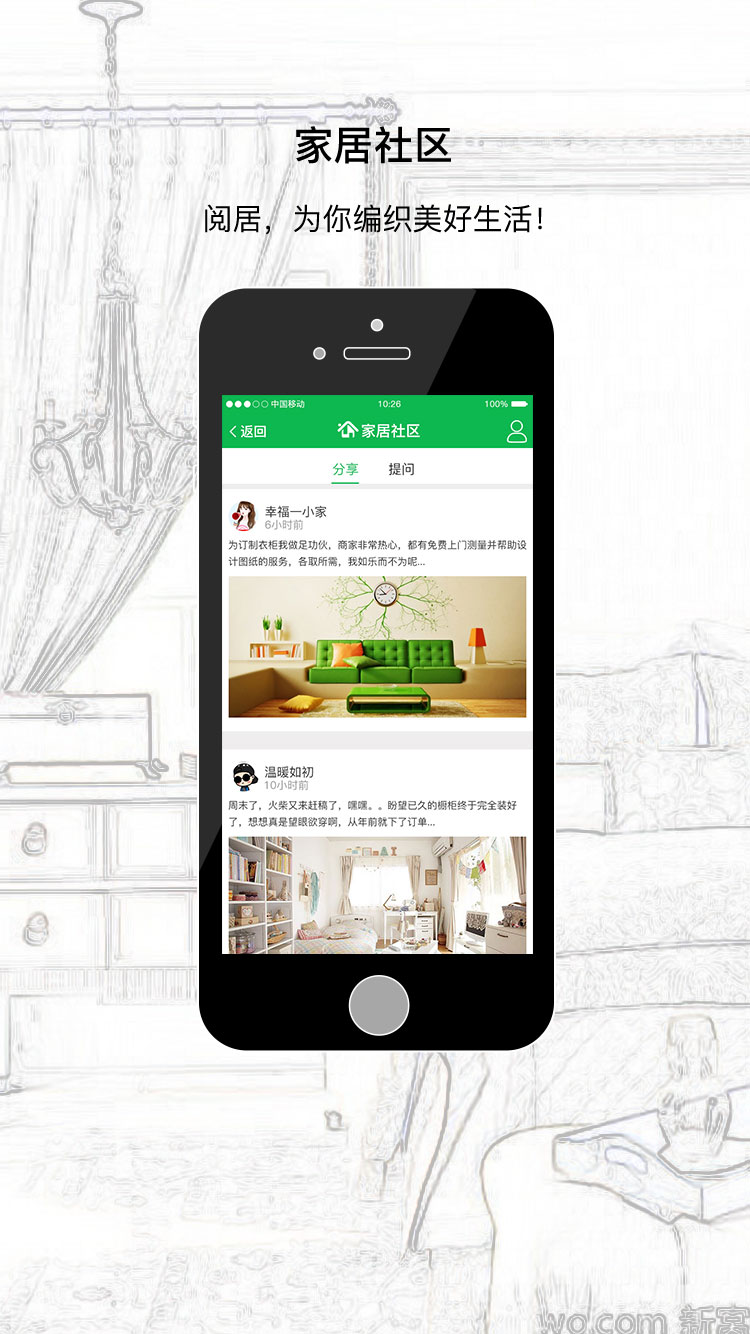 家居社区
阅居，为你编织美好生活！
中国移动 10:26 100%
返回 家居社区
分享 提问
幸福一小家
6小时前
为订制衣柜我做足功伙，商家非常热心，都有免费上门测量并帮助设
计图纸的服务，各取所需，我如乐而不为呢...
温暖如初
10小时前
周末了，火柴又来赶稿了，嘿嘿。。盼望已久的橱柜终于完全装好
了，想想真是望眼欲穿啊，从年前就下了订单...
wo.com 新窝